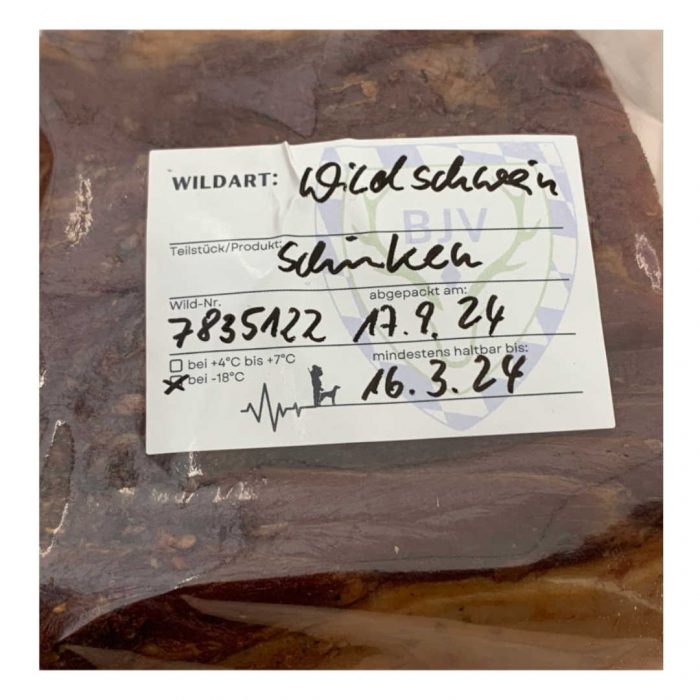 WILDART: Wildschwein
BJV
Teilstück/Produkt: Schinken
Wild-Nr. abgepackt am:
7835122 17.9.24
bei +4°C bis +7°C mindestens haltbar bis:
bei -18°C 16.3.24